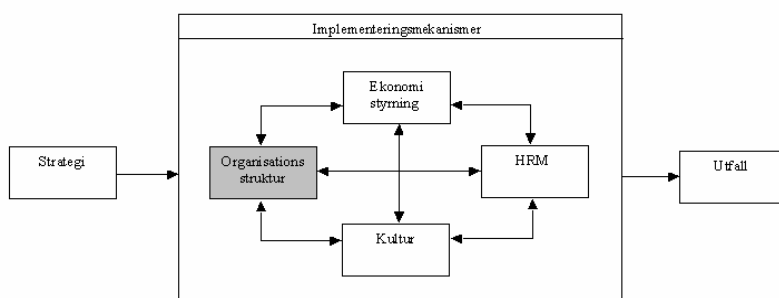 Implementeringsmekanismer
Ekonomi
styrning
Strategi
Organisations
struktur
HRM
Utfall
Kultur